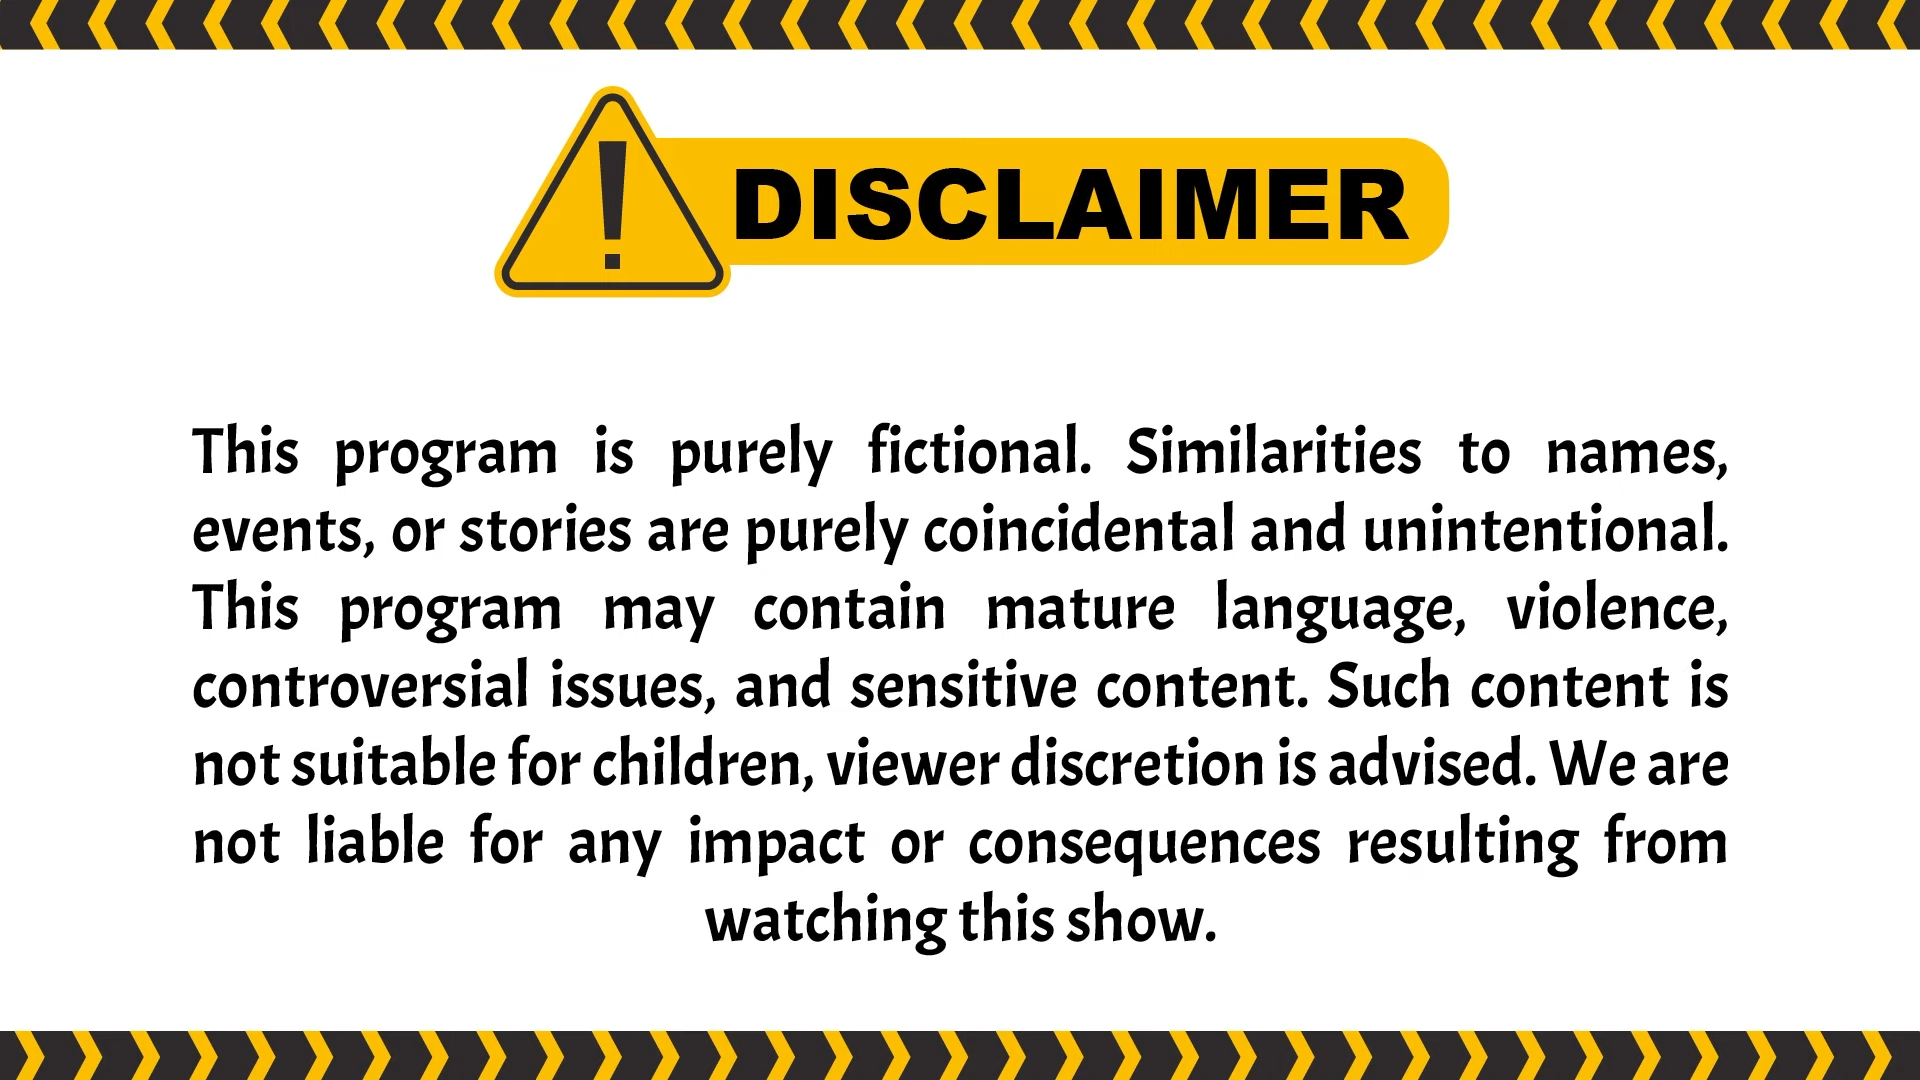 DISCLAIMER
This program is purely fictional. Similarities to names,
events, or stories are purely coincidental and unintentional.
This program may contain mature language, violence,
controversial issues, and sensitive content. Such content is
not suitable for children, viewer discretion is advised. We are
not liable for any impact or consequences resulting from
watching this show.